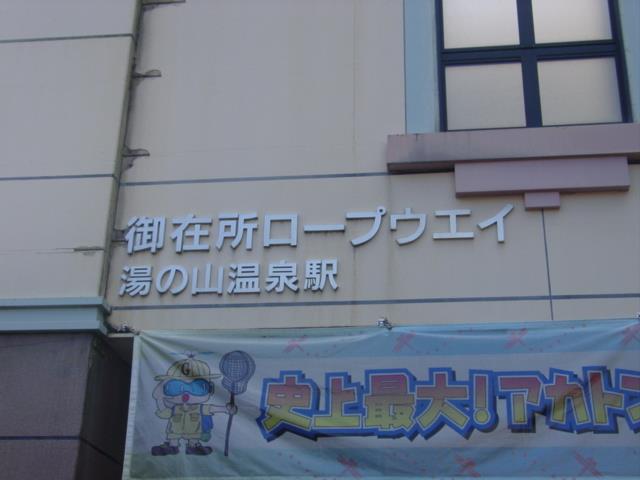 御在所ロープウエイ
湯の山温泉駅
G
史上最大!アカト